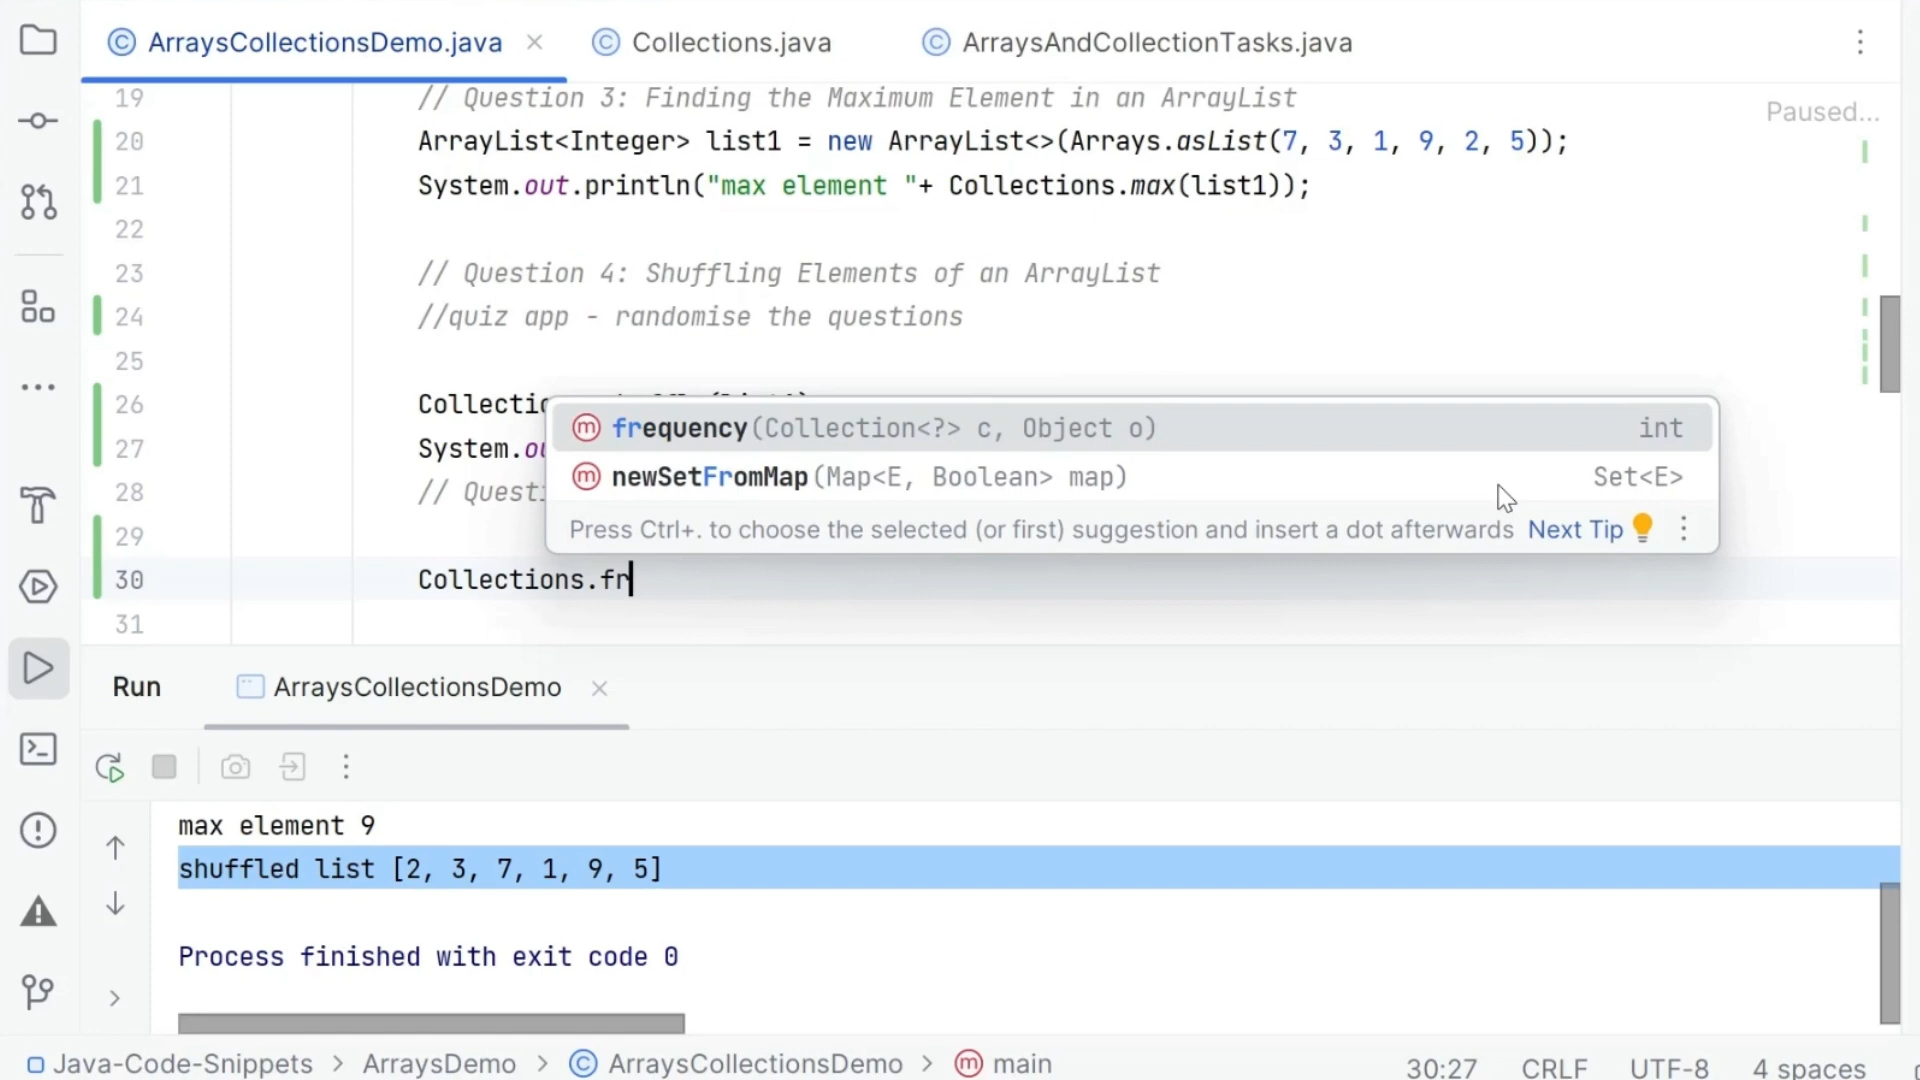 ArraysCollectionsDemo.java Collections.java ArraysAndCollectionTasks.java
19 // Question 3: Finding the Maximum Element in an ArrayList
Paused...
20 ArrayList<Integer> list1 = new ArrayList<>(Arrays.asList(7, 3, 1, 9, 2, 5));
21 System.out.println("max element "+ Collections.max(list1));
22
23 // Question 4: Shuffling Elements of an ArrayList
24 //quiz app - randomise the questions
25
26 Collectio
27 System.ou
28 // Questi
29
30 Collections.fr
31
frequency(Collection<?> c, Object o) int
newSetFromMap(Map<E, Boolean> map) Set<E>
Press Ctrl+. to choose the selected (or first) suggestion and insert a dot afterwards Next Tip
Run ArraysCollectionsDemo
max element 9
shuffled list [2, 3, 7, 1, 9, 5]
Process finished with exit code 0
Java-Code-Snippets > ArraysDemo > ArraysCollectionsDemo > main 30:27 CRLF UTF-8 4 spaces